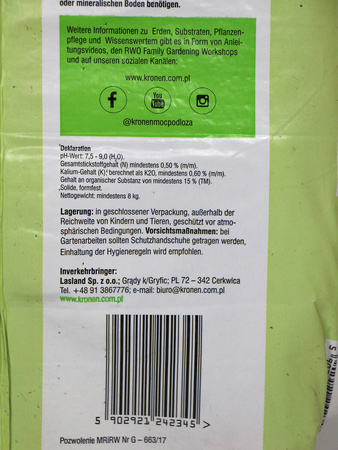 oder mineralischen Boden benötigen.
Weitere Informationen zu Erden, Substraten, Pflanzen-
pflege und Wissenswertem gibt es in Form von Anlei-
tungsvideos, den RWO Family Gardening Workshops
und auf unseren sozialen Kanälen:
www.kronen.com.pl
You
Tube
@kronenmocpodloza
Deklaration
pH-Wert: 7,5 - 9,0 (H₂O).
Gesamtstickstoffgehalt (N) mindestens 0,50 % (m/m).
Kalium-Gehalt (K) berechnet als K2O, mindestens 0,60 % (m/m).
Gehalt an organischer Substanz von mindestens 15 % (TM).
Solide, formfest.
Nettogewicht: mindestens 8 kg.
Lagerung: in geschlossener Verpackung, außerhalb der
Reichweite von Kindern und Tieren, geschützt vor atmo-
sphärischen Bedingungen. Vorsichtsmaßnahmen: bei
Gartenarbeiten sollten Schutzhandschuhe getragen werden,
Einhaltung der Hygieneregeln wird empfohlen.
Inverkehrbringer:
Lasland Sp. z o.o.; Grądy k/Gryfic; PL 72 – 342 Cerkwica
Tel. +48 91 3867776; e-mail: biuro@kronen.com.pl
www.kronen.com.pl
5 902921 242345 >
Pozwolenie MRiRW Nr G – 663/17